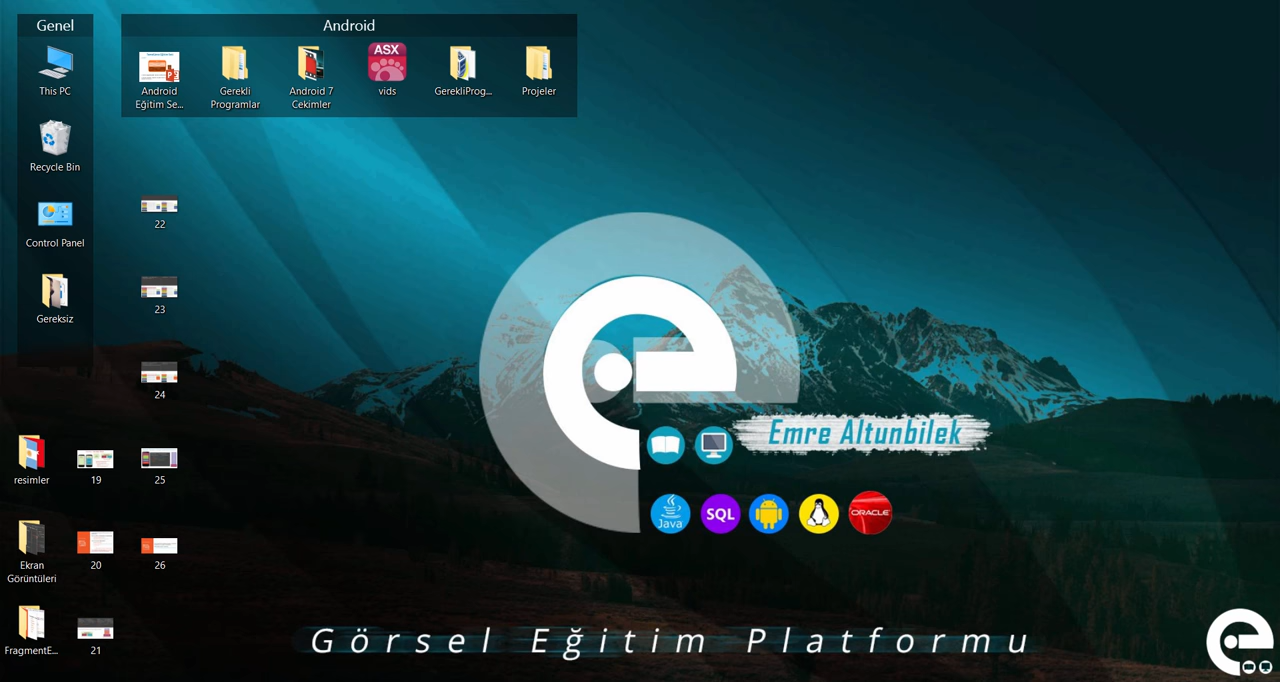 Genel
Android
This PC
Android
Eğitim Se...
Gerekli
Programlar
Android 7
Cekimler
ASX
vids
GerekliProg...
Projeler
Recycle Bin
Control Panel
Gereksiz
22
23
24
resimler
19
25
Ekran
Görüntüleri
20
26
FragmentE...
21
Emre Altunbilek
Java
SQL
ORACLE
Görsel Eğitim Platformu